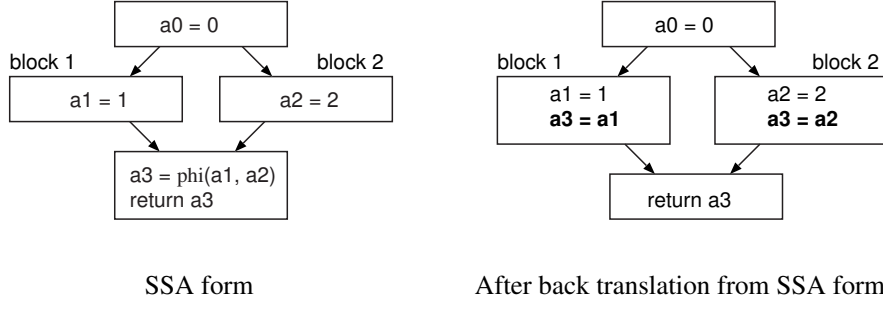 a0 = 0
block 1
block 2
a1 = 1
a2 = 2
a3 = phi(a1, a2)
return a3
SSA form
a0 = 0
block 1
block 2
a1 = 1
a3 = a1
a2 = 2
a3 = a2
return a3
After back translation from SSA form